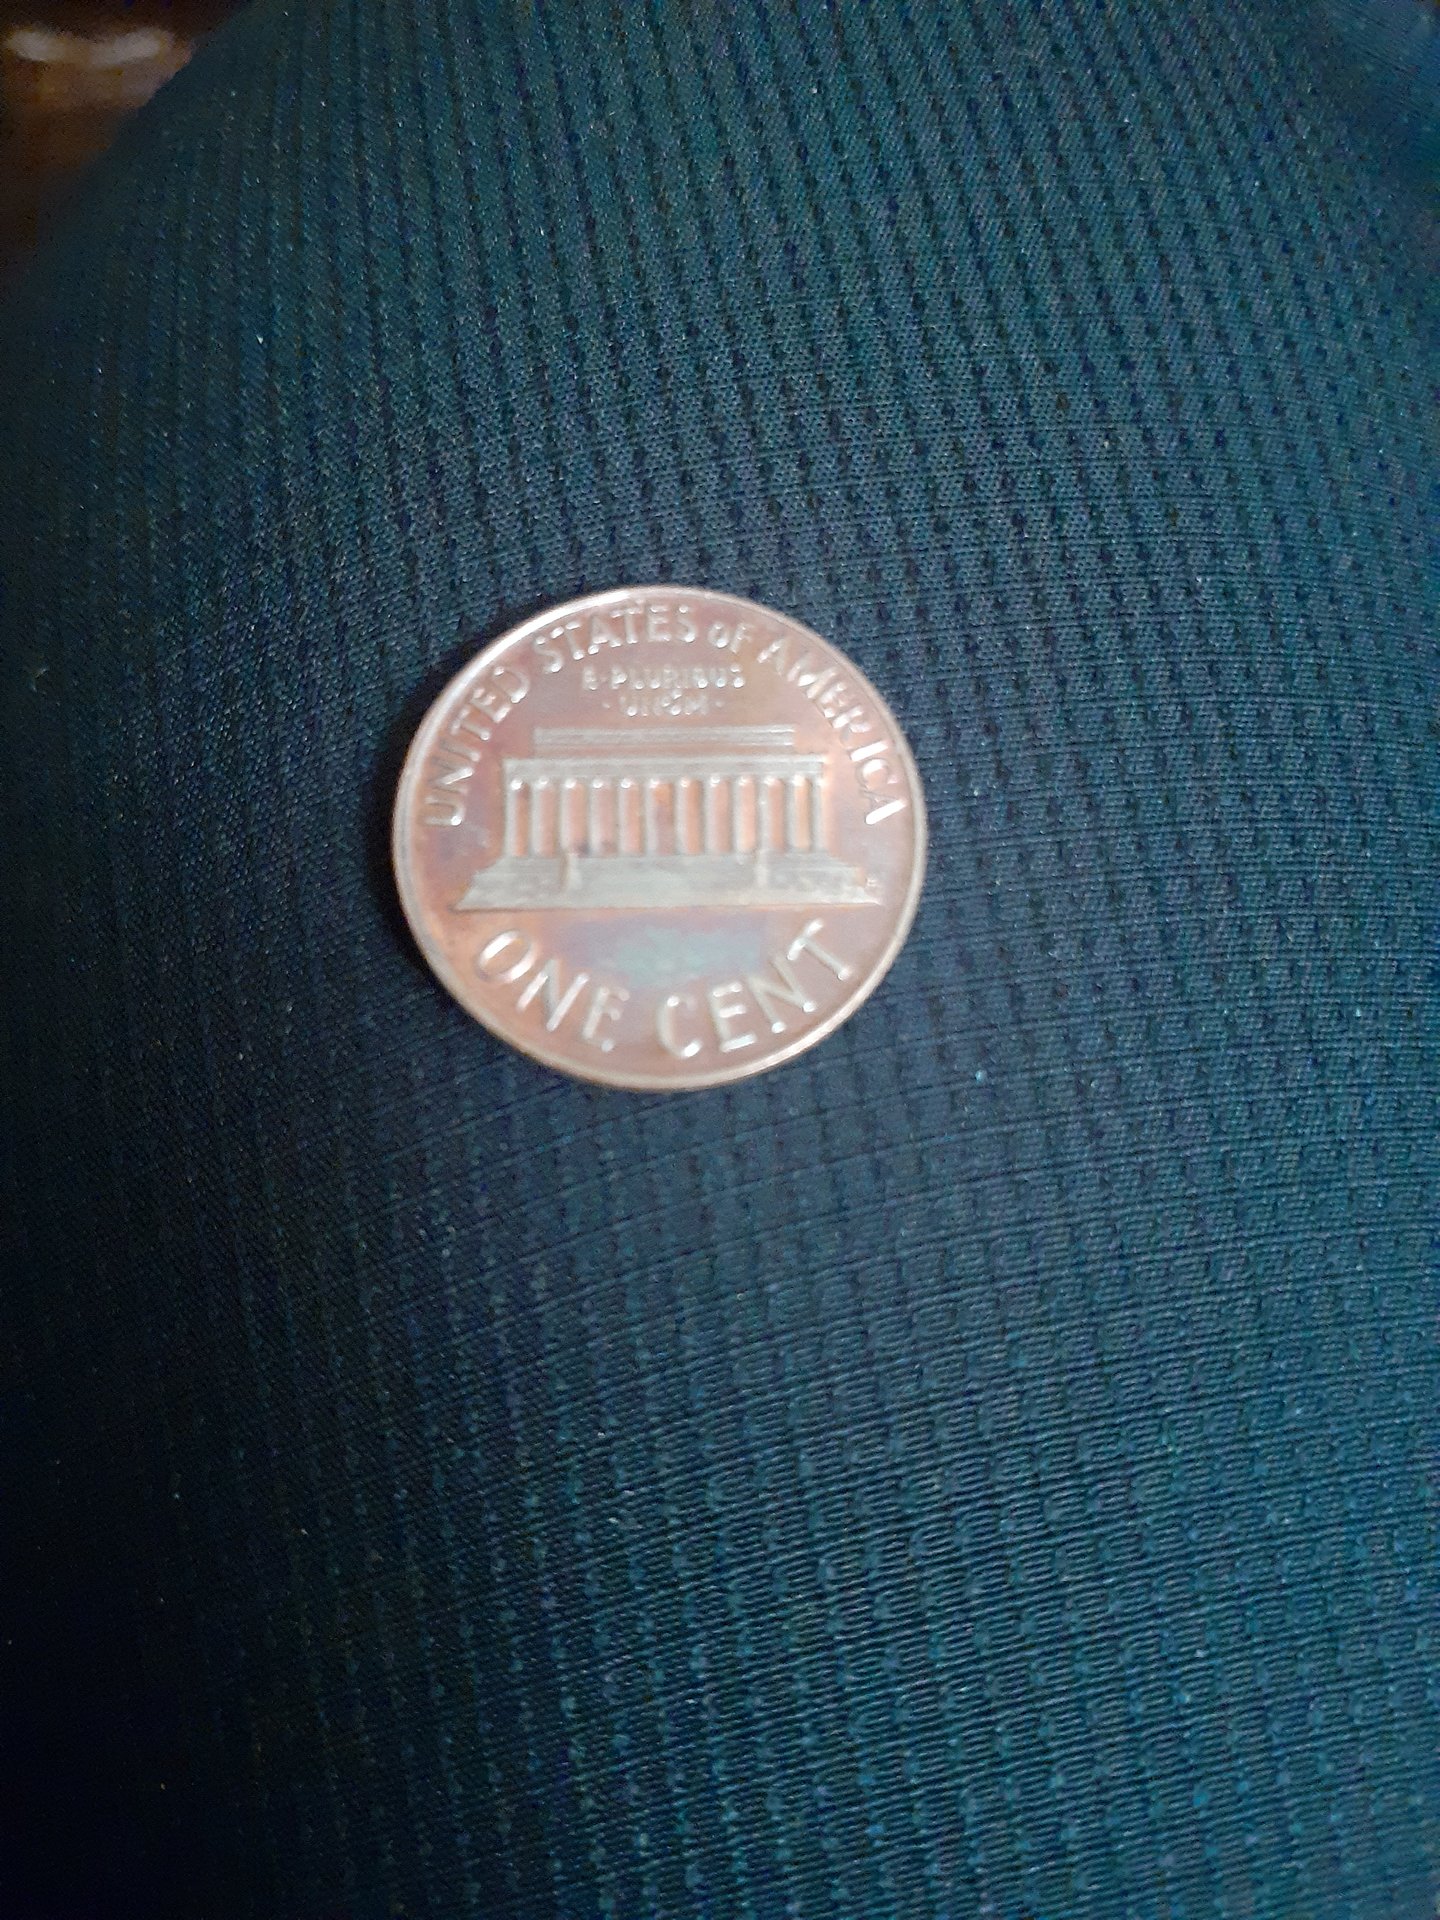 UNITED STATES OF AMERICA
E·PLURIBUS
·UNUM·
ONE CENT